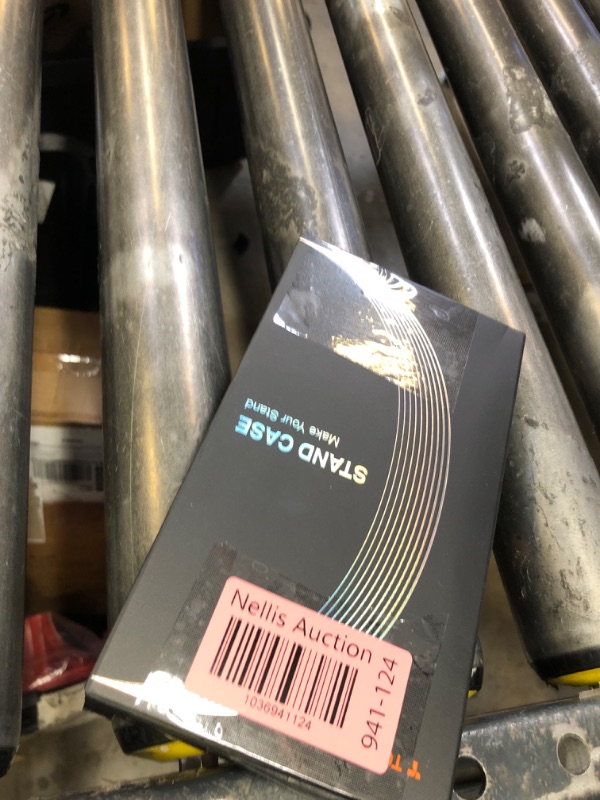 STAND CASE
Make Your Stand
Nellis Auction
1036941124
941-124